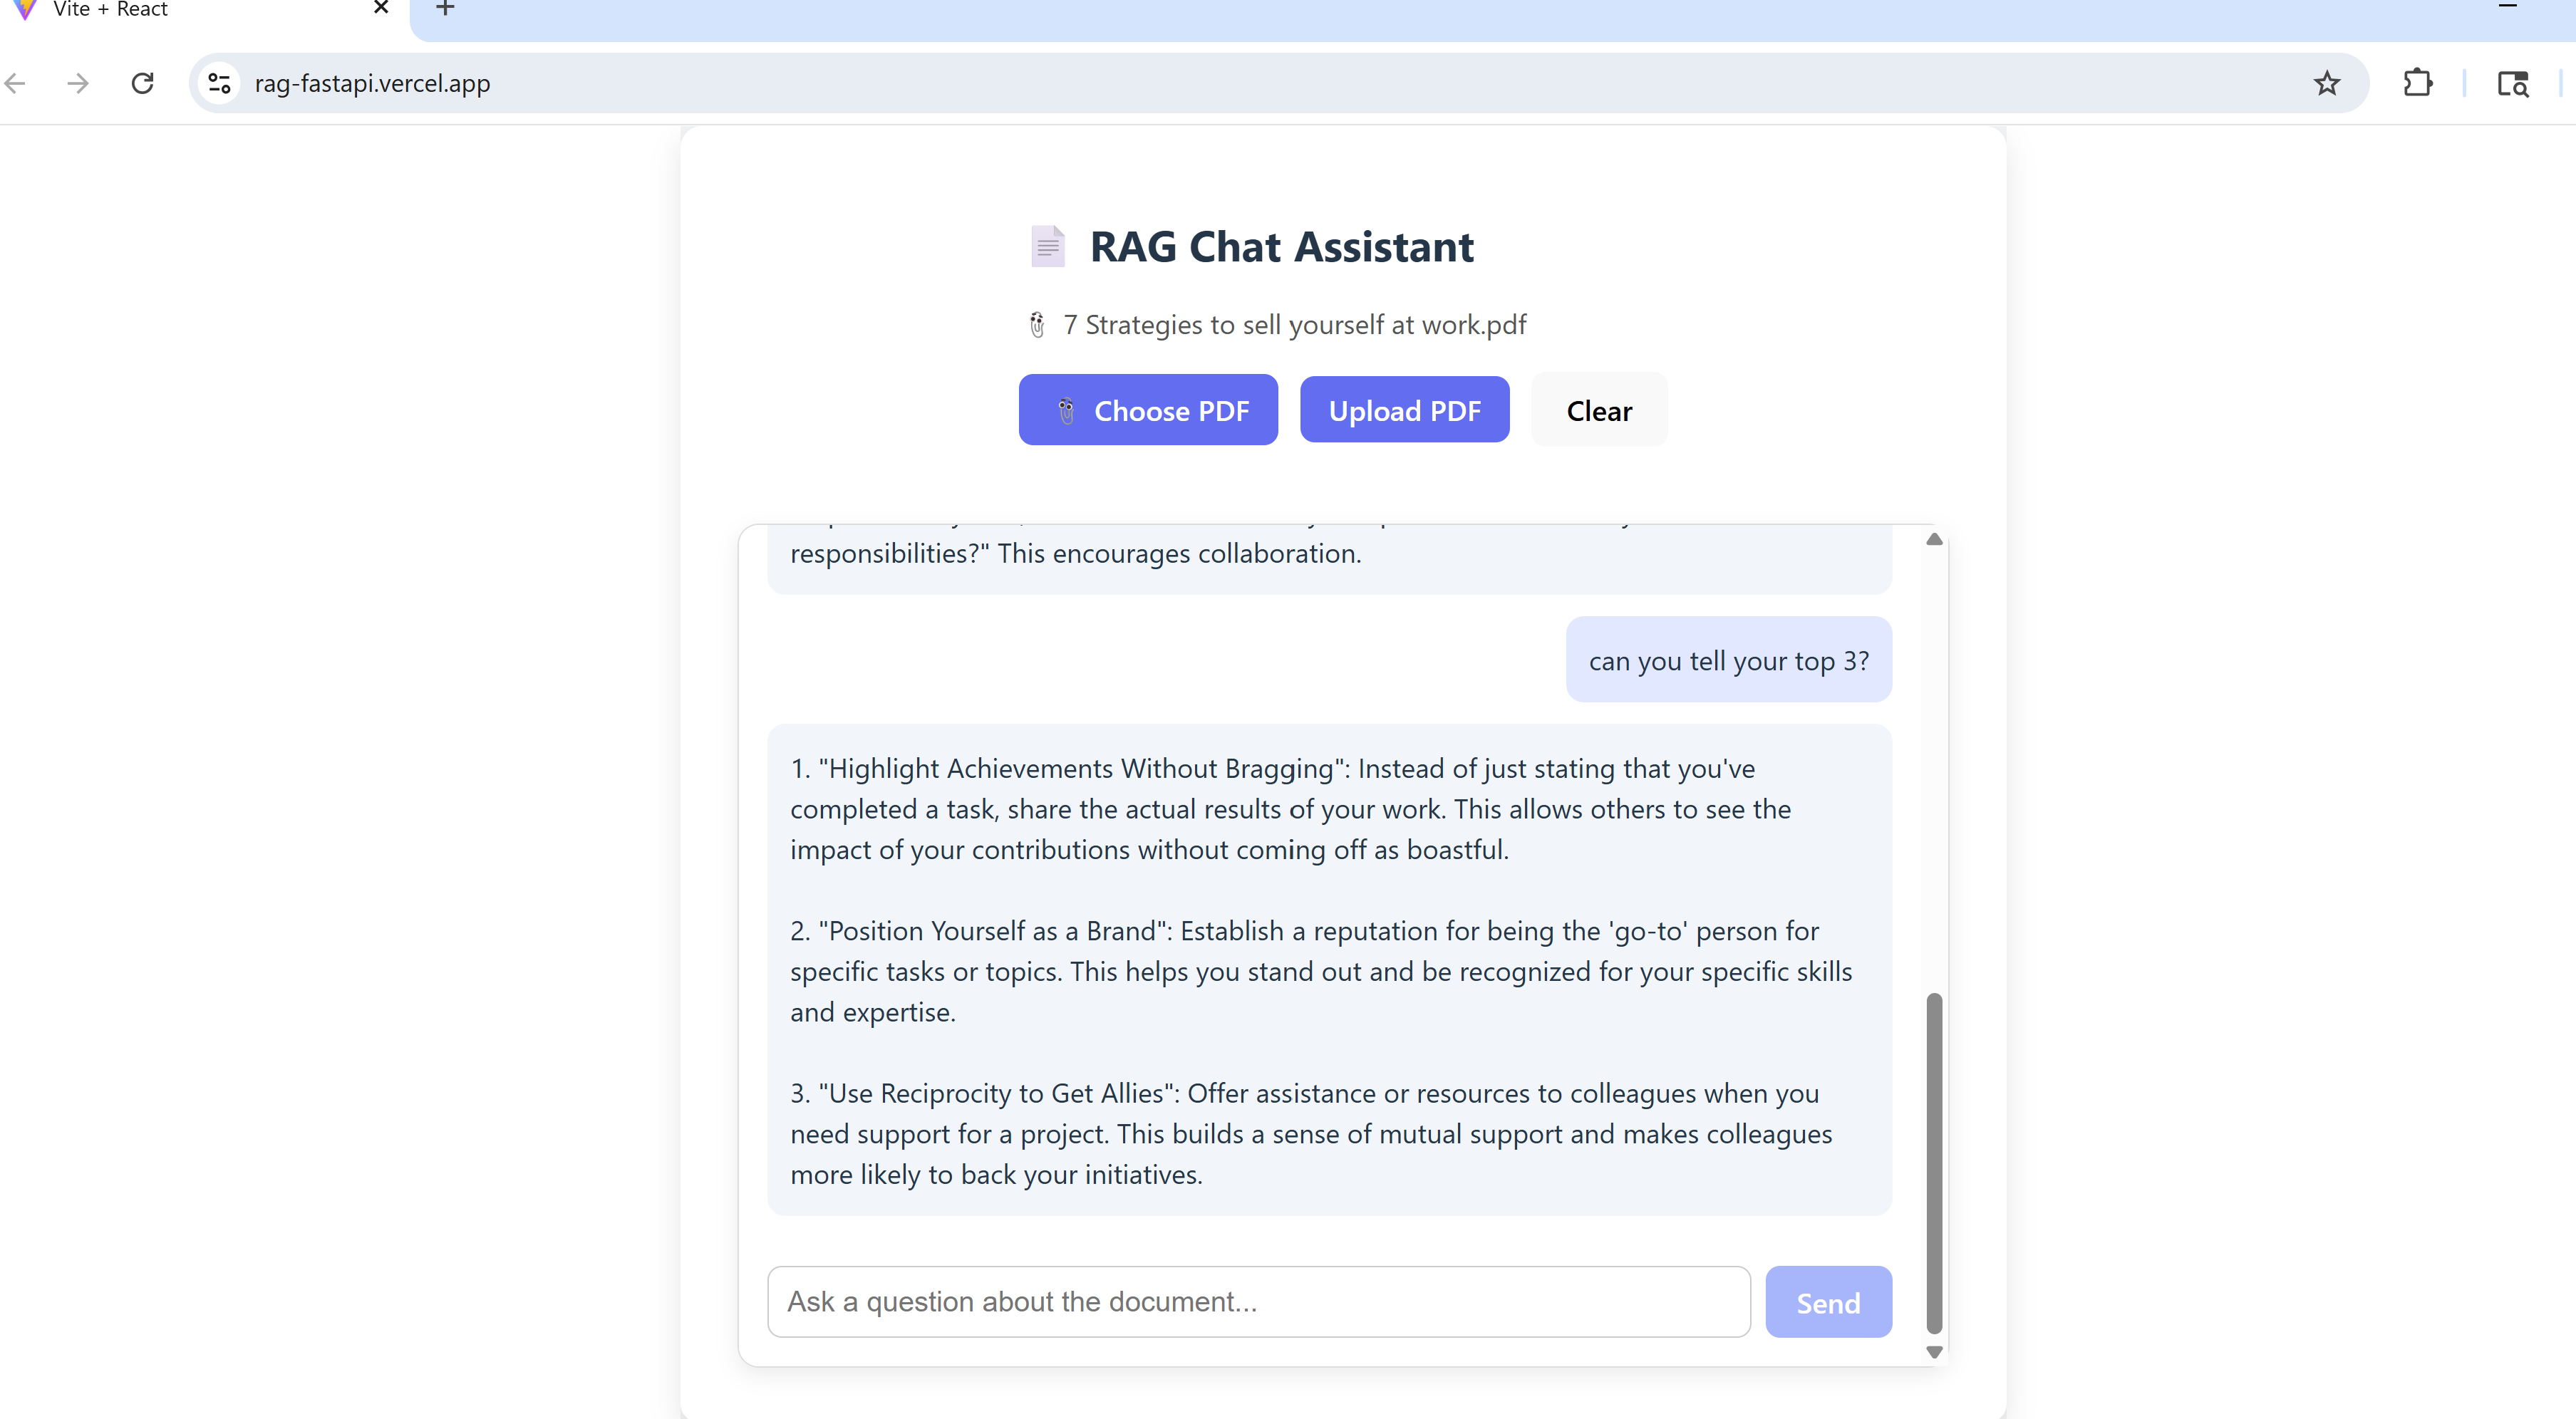 Vite + React
rag-fastapi.vercel.app
RAG Chat Assistant
7 Strategies to sell yourself at work.pdf
Choose PDF
Upload PDF
Clear
responsibilities?" This encourages collaboration.
can you tell your top 3?
1. "Highlight Achievements Without Bragging": Instead of just stating that you've
completed a task, share the actual results of your work. This allows others to see the
impact of your contributions without coming off as boastful.
2. "Position Yourself as a Brand": Establish a reputation for being the 'go-to' person for
specific tasks or topics. This helps you stand out and be recognized for your specific skills
and expertise.
3. "Use Reciprocity to Get Allies": Offer assistance or resources to colleagues when you
need support for a project. This builds a sense of mutual support and makes colleagues
more likely to back your initiatives.
Ask a question about the document...
Send